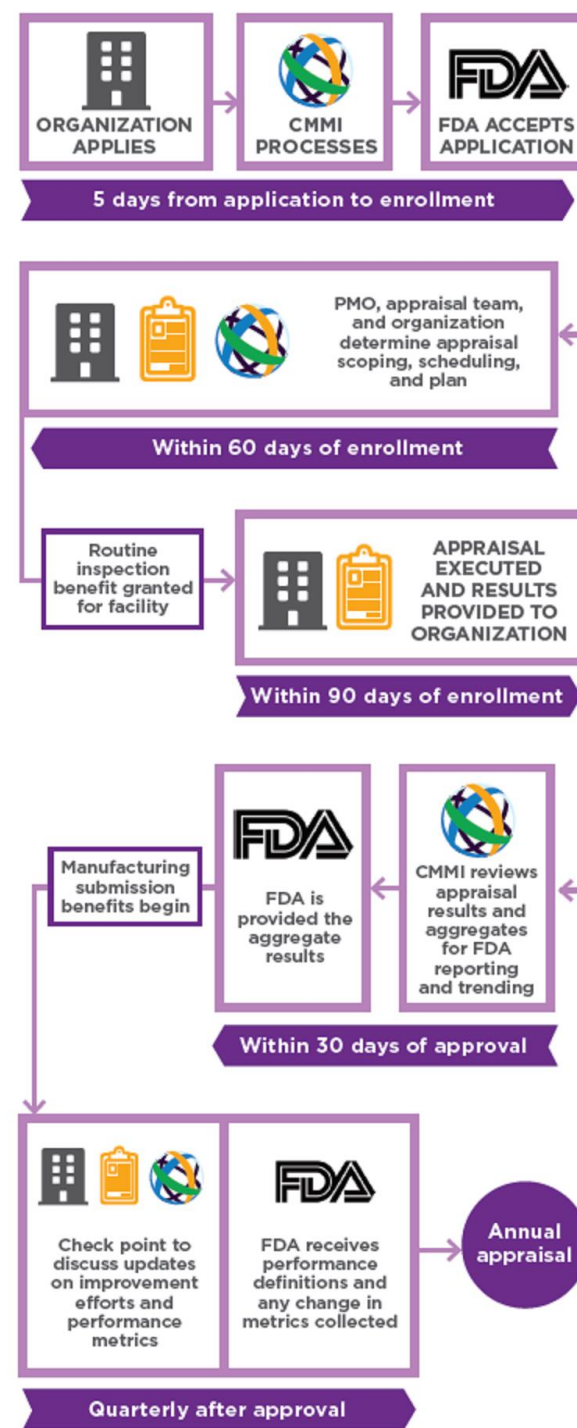 ORGANIZATION
APPLIES
CMMI
PROCESSES
FDA
FDA ACCEPTS
APPLICATION
5 days from application to enrollment
PMO, appraisal team,
and organization
determine appraisal
scoping, scheduling,
and plan
Within 60 days of enrollment
Routine
inspection
benefit granted
for facility
APPRAISAL
EXECUTED
AND RESULTS
PROVIDED TO
ORGANIZATION
Within 90 days of enrollment
CMMI reviews
appraisal
results and
aggregates
for FDA
reporting
and trending
FDA
FDA is
provided the
aggregate
results
Manufacturing
submission
benefits begin
Within 30 days of approval
Check point to
discuss updates
on improvement
efforts and
performance
metrics
FDA
FDA receives
performance
definitions and
any change in
metrics collected
Annual
appraisal
Quarterly after approval